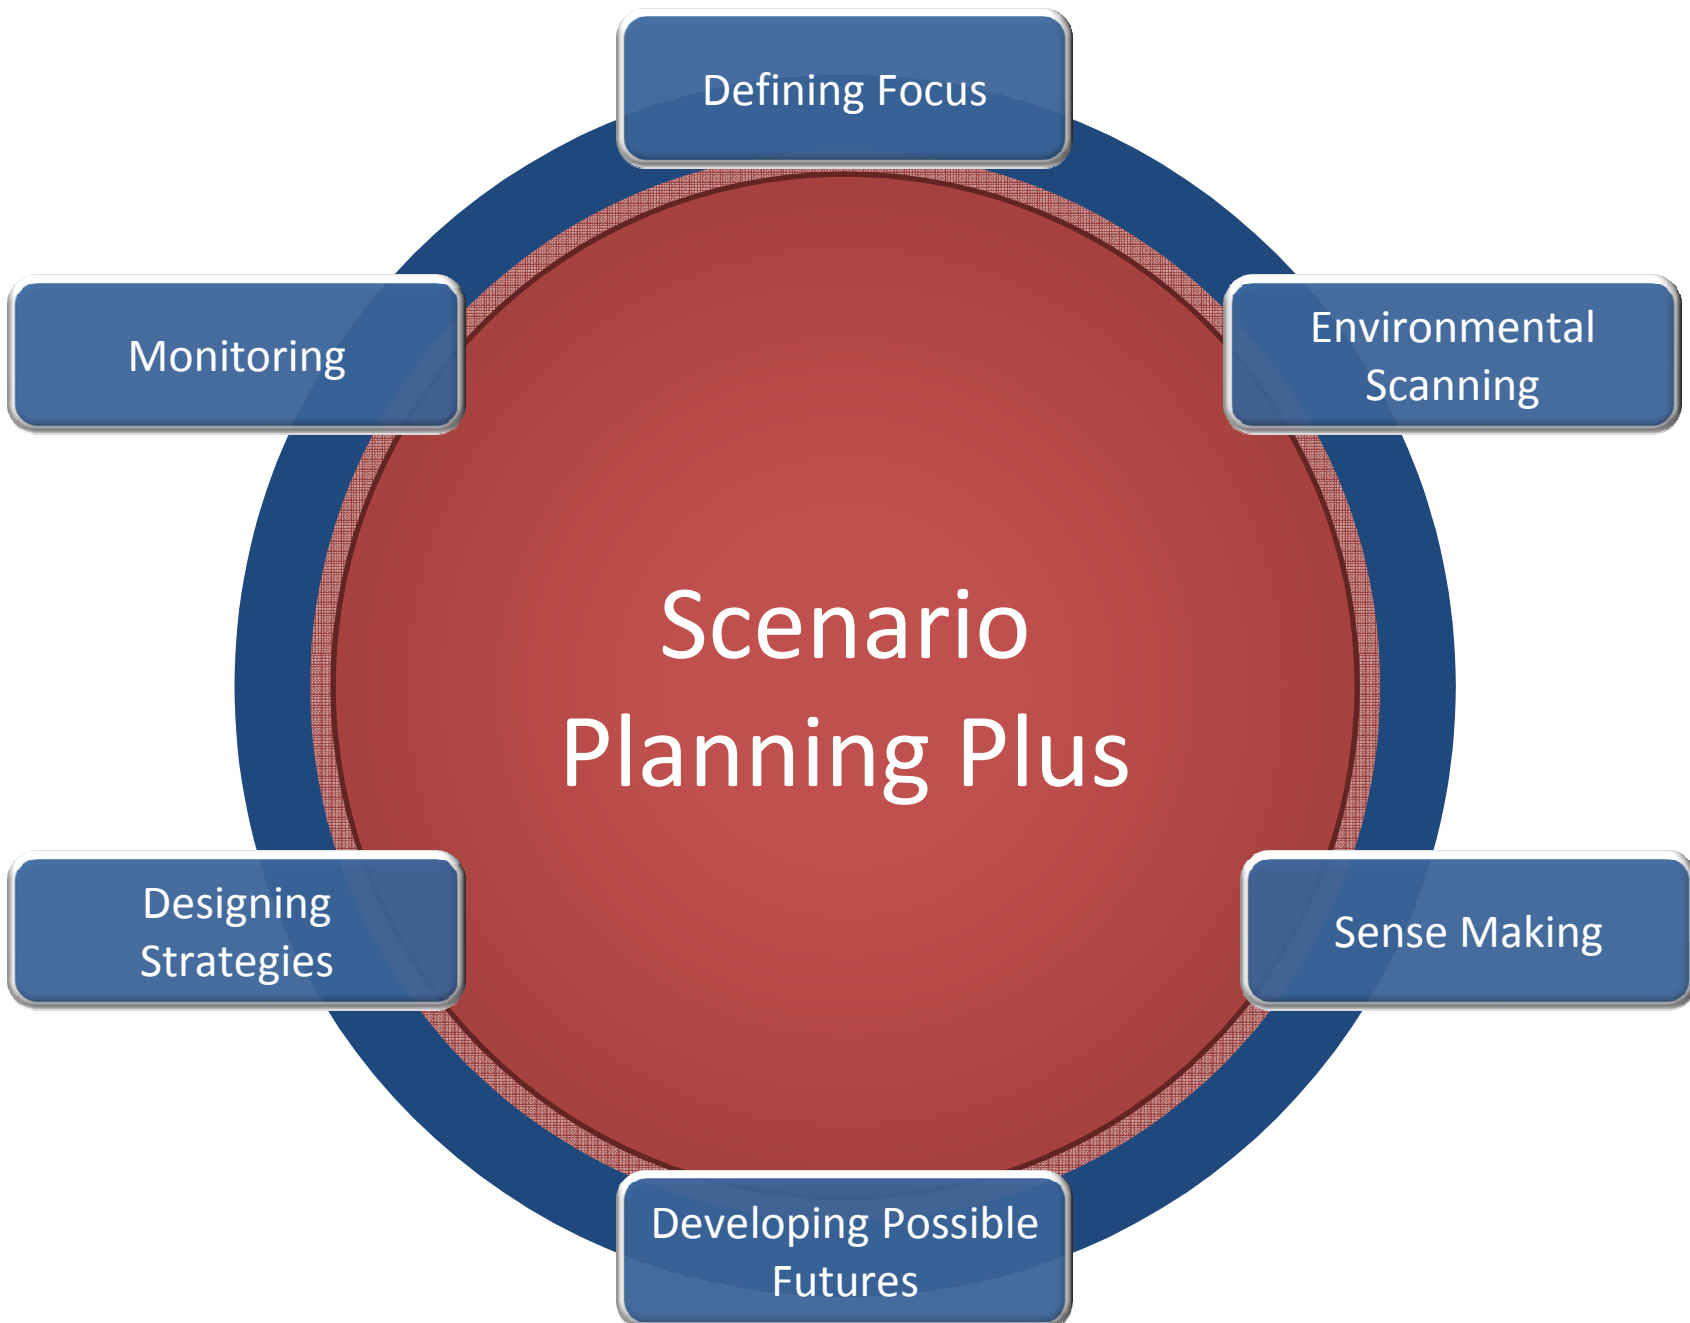 Defining Focus
Environmental
Scanning
Sense Making
Developing Possible
Futures
Designing
Strategies
Monitoring
Scenario
Planning Plus